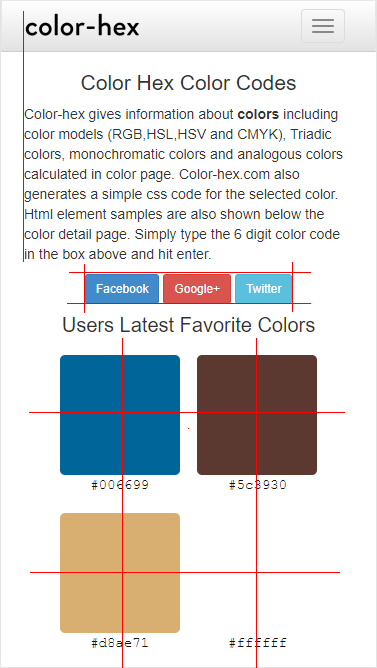 color-hex
Color Hex Color Codes
Color-hex gives information about colors including
color models (RGB,HSL,HSV and CMYK), Triadic
colors, monochromatic colors and analogous colors
calculated in color page. Color-hex.com also
generates a simple css code for the selected color.
Html element samples are also shown below the
color detail page. Simply type the 6 digit color code
in the box above and hit enter.
Facebook Google+ Twitter
Users Latest Favorite Colors
#006699 #5c3930
#d8ae71 #ffffff